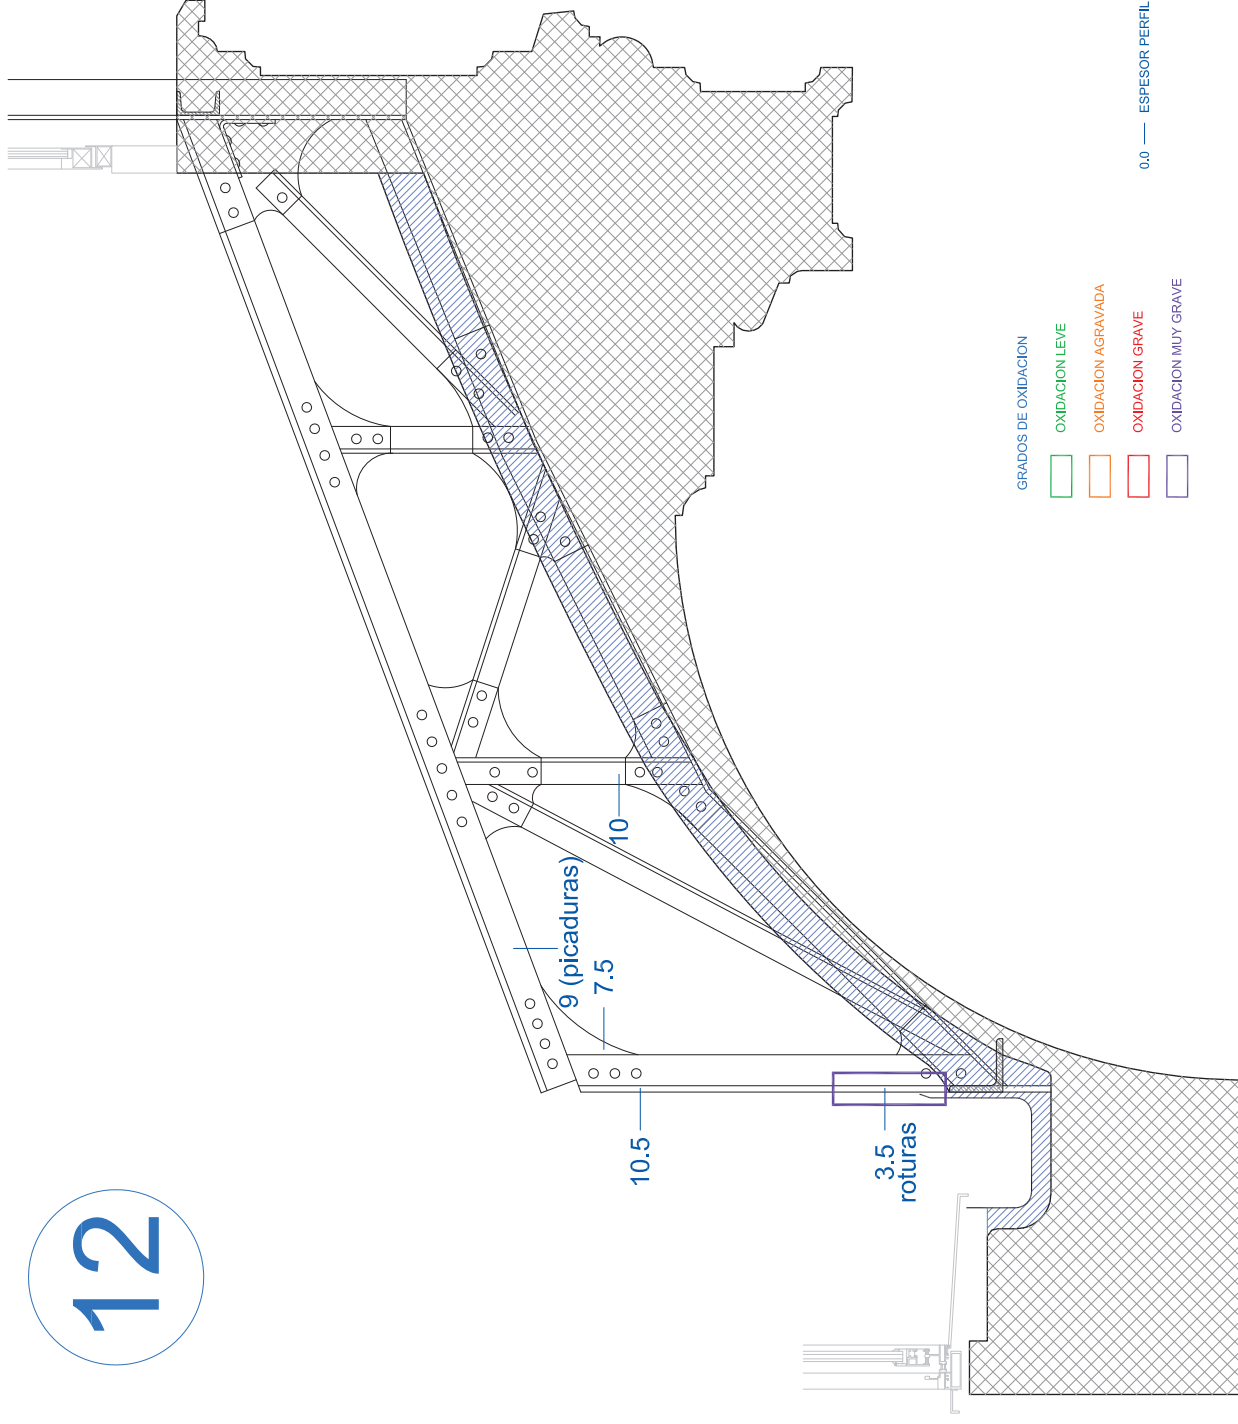 12
10
9 (picaduras)
7.5
10.5
3.5
roturas
GRADOS DE OXIDACION
OXIDACION LEVE
OXIDACION AGRAVADA
OXIDACION GRAVE
OXIDACION MUY GRAVE
0.0 — ESPESOR PERFIL